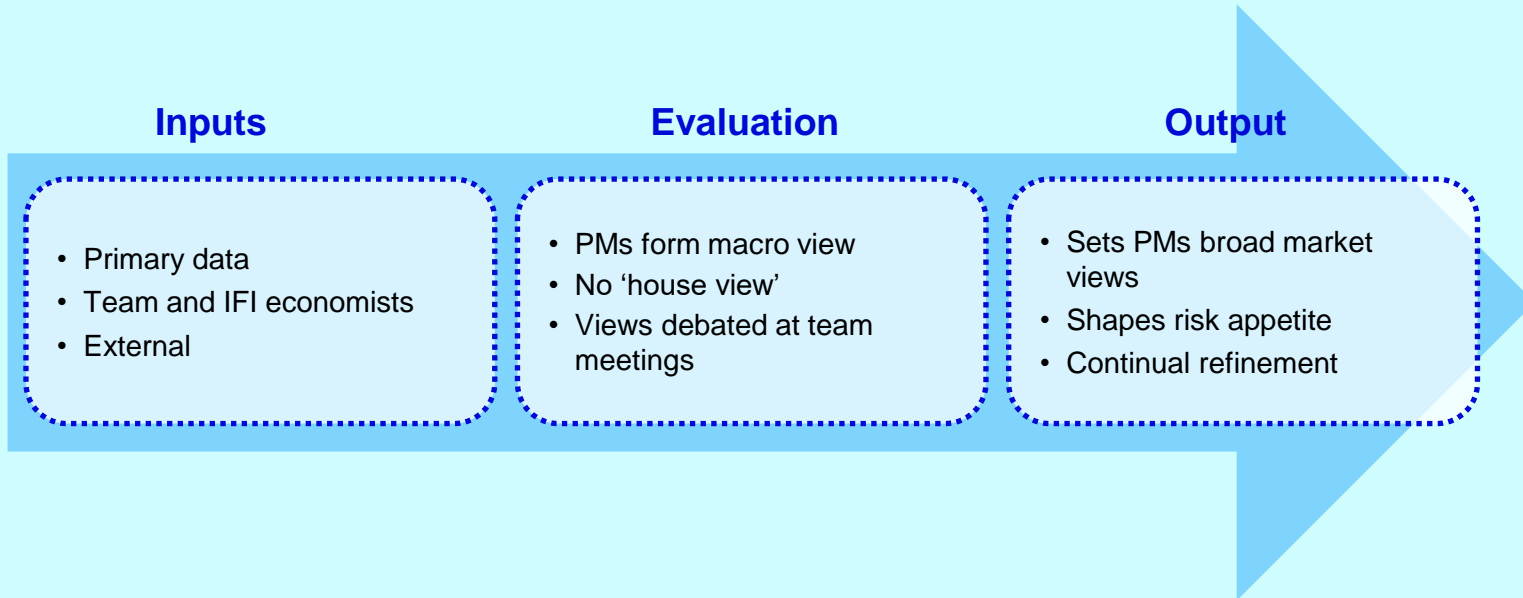 Inputs
Evaluation
Output
• Primary data
• Team and IFI economists
• External
• PMs form macro view
• No ‘house view’
• Views debated at team
meetings
• Sets PMs broad market
views
• Shapes risk appetite
• Continual refinement